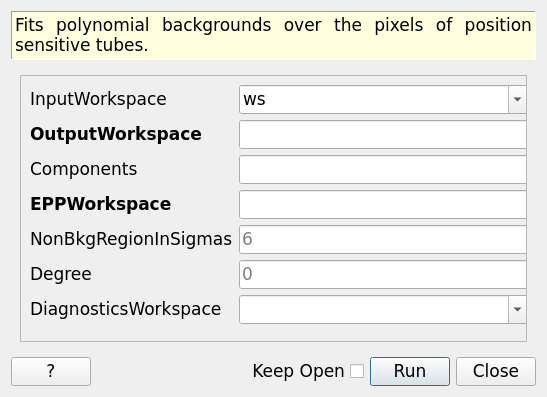 Fits polynomial backgrounds over the pixels of position
sensitive tubes.
InputWorkspace ws
OutputWorkspace
Components
EPPWorkspace
NonBkgRegionInSigmas 6
Degree 0
DiagnosticsWorkspace
? Keep Open Run Close